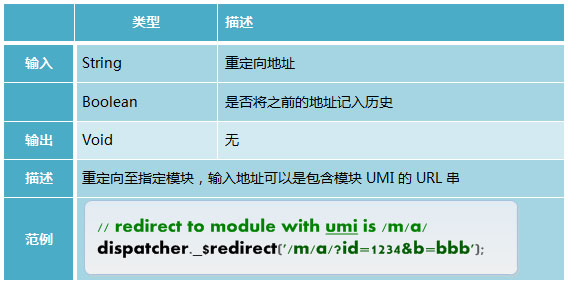 类型 描述
输入 String 重定向地址
Boolean 是否将之前的地址记入历史
输出 Void 无
描述 重定向至指定模块，输入地址可以是包含模块 UMI 的 URL 串
范例
// redirect to module with umi is /m/a/
dispatcher._$redirect('/m/a/?id=1234&b=bbb');